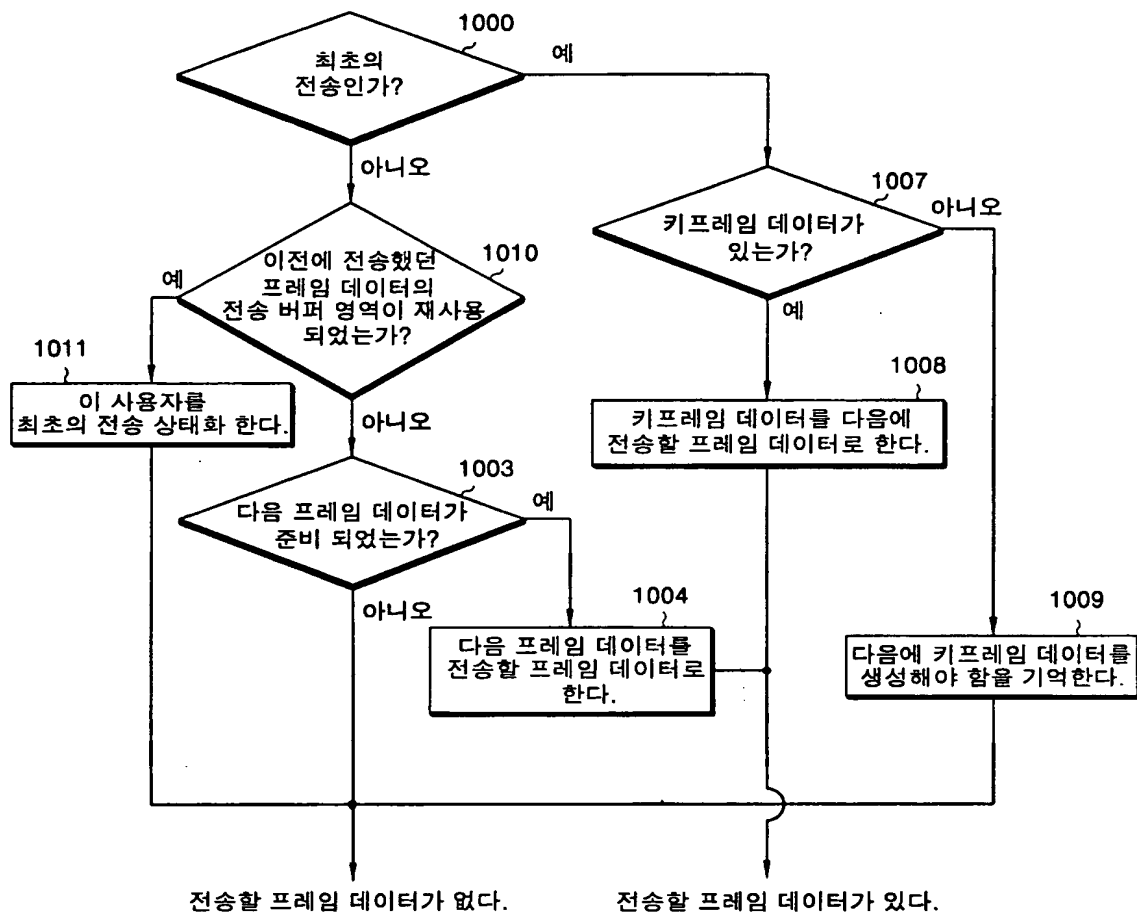 1000
예
최초의
전송인가?
아니오
1007
아니오
키프레임 데이터가
있는가?
예
이전에 전송했던
프레임 데이터의
전송 버퍼 영역이 재사용
되었는가?
1010
예
1011
이 사용자를
최초의 전송 상태화 한다.
아니오
1008
키프레임 데이터를 다음에
전송할 프레임 데이터로 한다.
1003
다음 프레임 데이터가
준비 되었는가?
예
아니오
1004
다음 프레임 데이터를
전송할 프레임 데이터로
한다.
1009
다음에 키프레임 데이터를
생성해야 함을 기억한다.
전송할 프레임 데이터가 없다.
전송할 프레임 데이터가 있다.